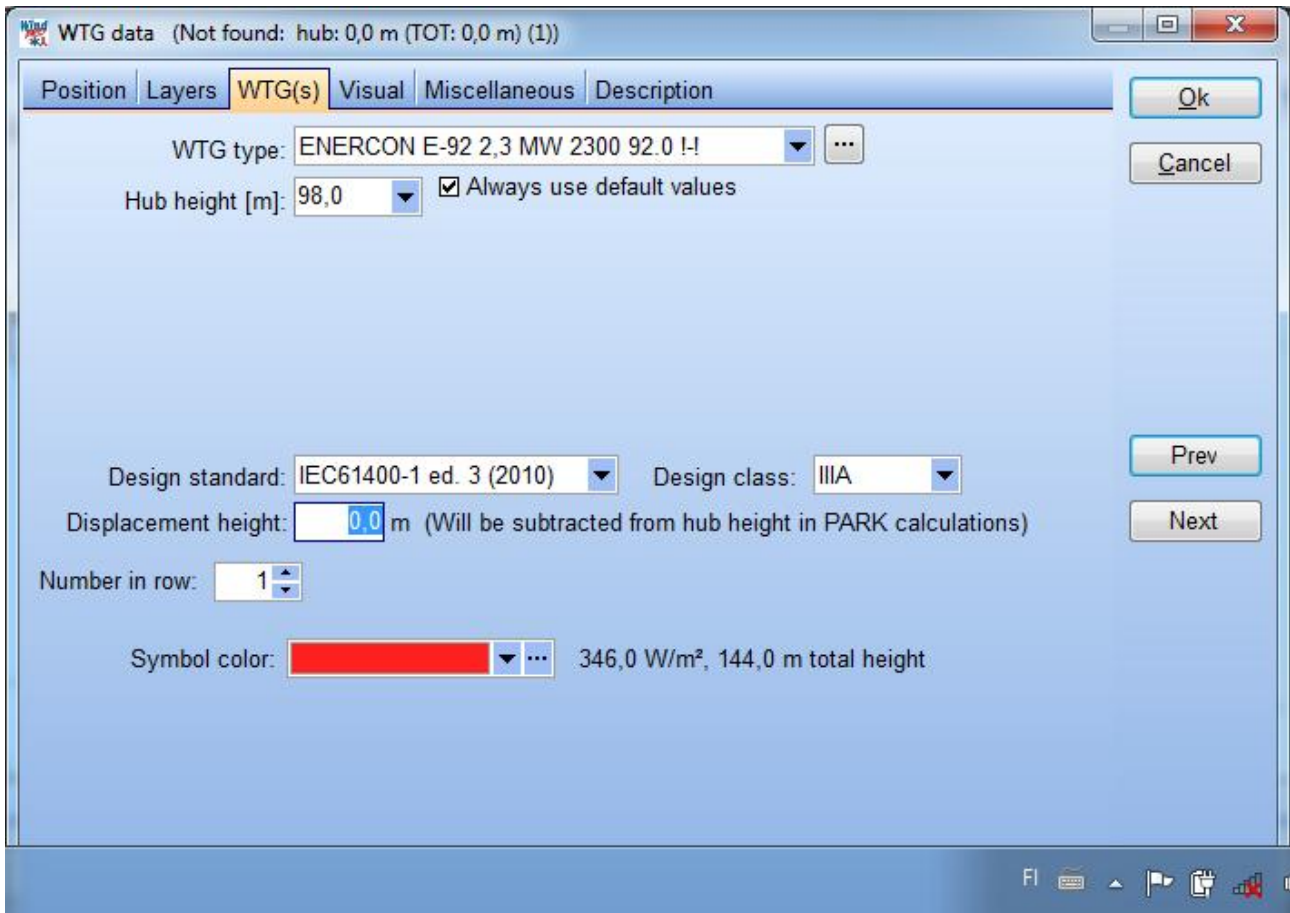 WTG data (Not found: hub: 0,0 m (TOT: 0,0 m) (1))
Position Layers WTG(s) Visual Miscellaneous Description
Ok
WTG type: ENERCON E-92 2,3 MW 2300 92.0 !-! ...
Cancel
Hub height [m]: 98,0 Always use default values
Prev
Design standard: IEC61400-1 ed. 3 (2010) Design class: IIIA
Displacement height: 0,0 m (Will be subtracted from hub height in PARK calculations)
Next
Number in row: 1
Symbol color: ... 346,0 W/m², 144,0 m total height
FI